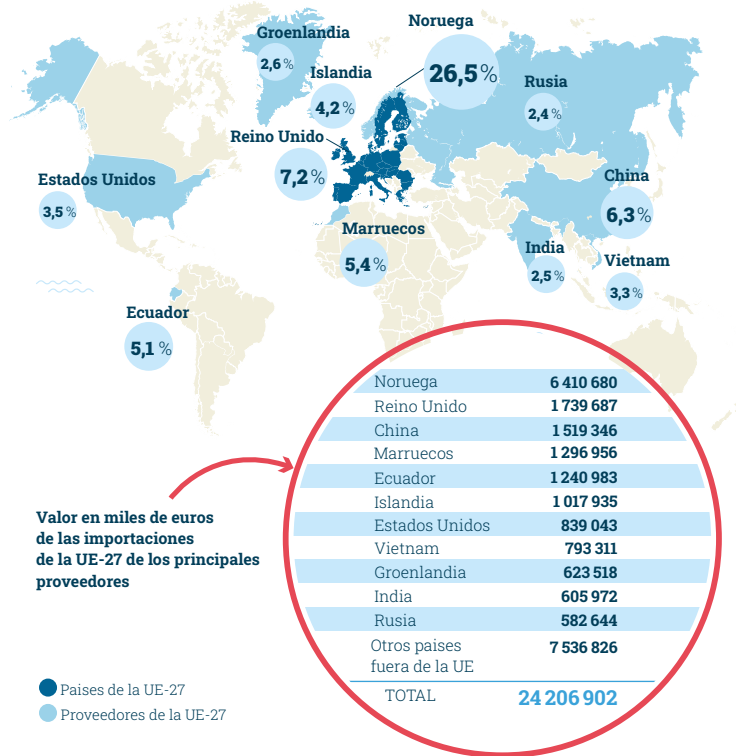 Noruega
26,5 %
Groenlandia
2,6 %
Islandia
4,2 %
Rusia
2,4 %
Reino Unido
7,2 %
Estados Unidos
3,5 %
China
6,3 %
Marruecos
5,4 %
India
2,5 %
Vietnam
3,3 %
Ecuador
5,1 %
Noruega 6 410 680
Reino Unido 1 739 687
China 1 519 346
Marruecos 1 296 956
Ecuador 1 240 983
Islandia 1 017 935
Estados Unidos 839 043
Vietnam 793 311
Groenlandia 623 518
India 605 972
Rusia 582 644
Otros paises 7 536 826
fuera de la UE
TOTAL 24 206 902
Valor en miles de euros
de las importaciones
de la UE-27 de los principales
proveedores
Paises de la UE-27
Proveedores de la UE-27